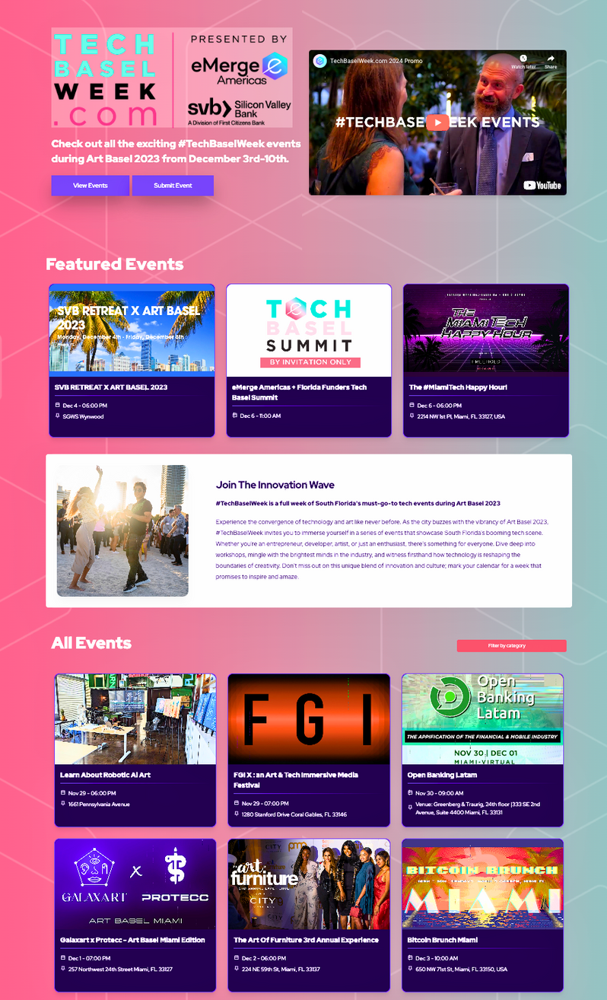 TECH
BASEL
WEEK
.com
PRESENTED BY
eMerge
Americas
svb Silicon Valley
Bank
A Division of First Citizens Bank
TechBaselWeek.com 2024 Promo
Watch later
Share
#TECHBASE EEK EVENTS
YouTube
Check out all the exciting #TechBaselWeek events
during Art Basel 2023 from December 3rd-10th.
View Events
Submit Event
Featured Events
SVB RETREAT X ART BASEL
2023
Monday, December 4th - Friday, December 8th
SVB RETREAT X ART BASEL 2023
Dec 4 - 06:00 PM
SGWS Wynwood
TECH
BASEL
SUMMIT
BY INVITATION ONLY
eMerge Americas + Florida Funders Tech
Basel Summit
Dec 6 - 11:00 AM
THE
MIAMI TECH
HAPPY HOUR
FREEHOLD
The #MiamiTech Happy Hour!
Dec 6 - 06:00 PM
2214 NW 1st Pl, Miami, FL 33127, USA
Join The Innovation Wave
#TechBaselWeek is a full week of South Florida's must-go-to tech events during Art Basel 2023
Experience the convergence of technology and art like never before. As the city buzzes with the vibrancy of Art Basel 2023,
#TechBaselWeek invites you to immerse yourself in a series of events that showcase South Florida's booming tech scene.
Whether you're an entrepreneur, developer, artist, or just an enthusiast, there's something for everyone. Dive deep into
workshops, mingle with the brightest minds in the industry, and witness firsthand how technology is reshaping the
boundaries of creativity. Don't miss out on this unique blend of innovation and culture; mark your calendar for a week that
promises to inspire and amaze.
All Events
Filter by category
Learn About Robotic AI Art
Nov 29 - 06:00 PM
1661 Pennsylvania Avenue
FGI
FGI X : an Art & Tech Immersive Media
Festival
Nov 29 - 07:00 PM
1280 Stanford Drive Coral Gables, FL 33146
Open
Banking
Latam
THE APPIFICATION OF THE FINANCIAL & MOBILE INDUSTRY
NOV 30 | DEC 01
MIAMI-VIRTUAL
Open Banking Latam
Nov 30 - 09:00 AM
Venue: Greenberg & Traurig, 24th floor |333 SE 2nd
Avenue, Suite 4400 Miami, FL 33131
GALAXART X PROTECC
ART BASEL MIAMI
Galaxart x Protecc - Art Basel Miami Edition
Dec 1 - 07:00 PM
257 Northwest 24th Street Miami, FL 33127
CITY
art
furniture
3RD ANNUAL EXPERIENCE
CITY
The Art Of Furniture 3rd Annual Experience
Dec 2 - 06:00 PM
224 NE 59th St, Miami, FL 33137
BITCOIN BRUNCH
MIAMI
Bitcoin Brunch Miami
Dec 3 - 10:00 AM
650 NW 71st St, Miami, FL 33150, USA